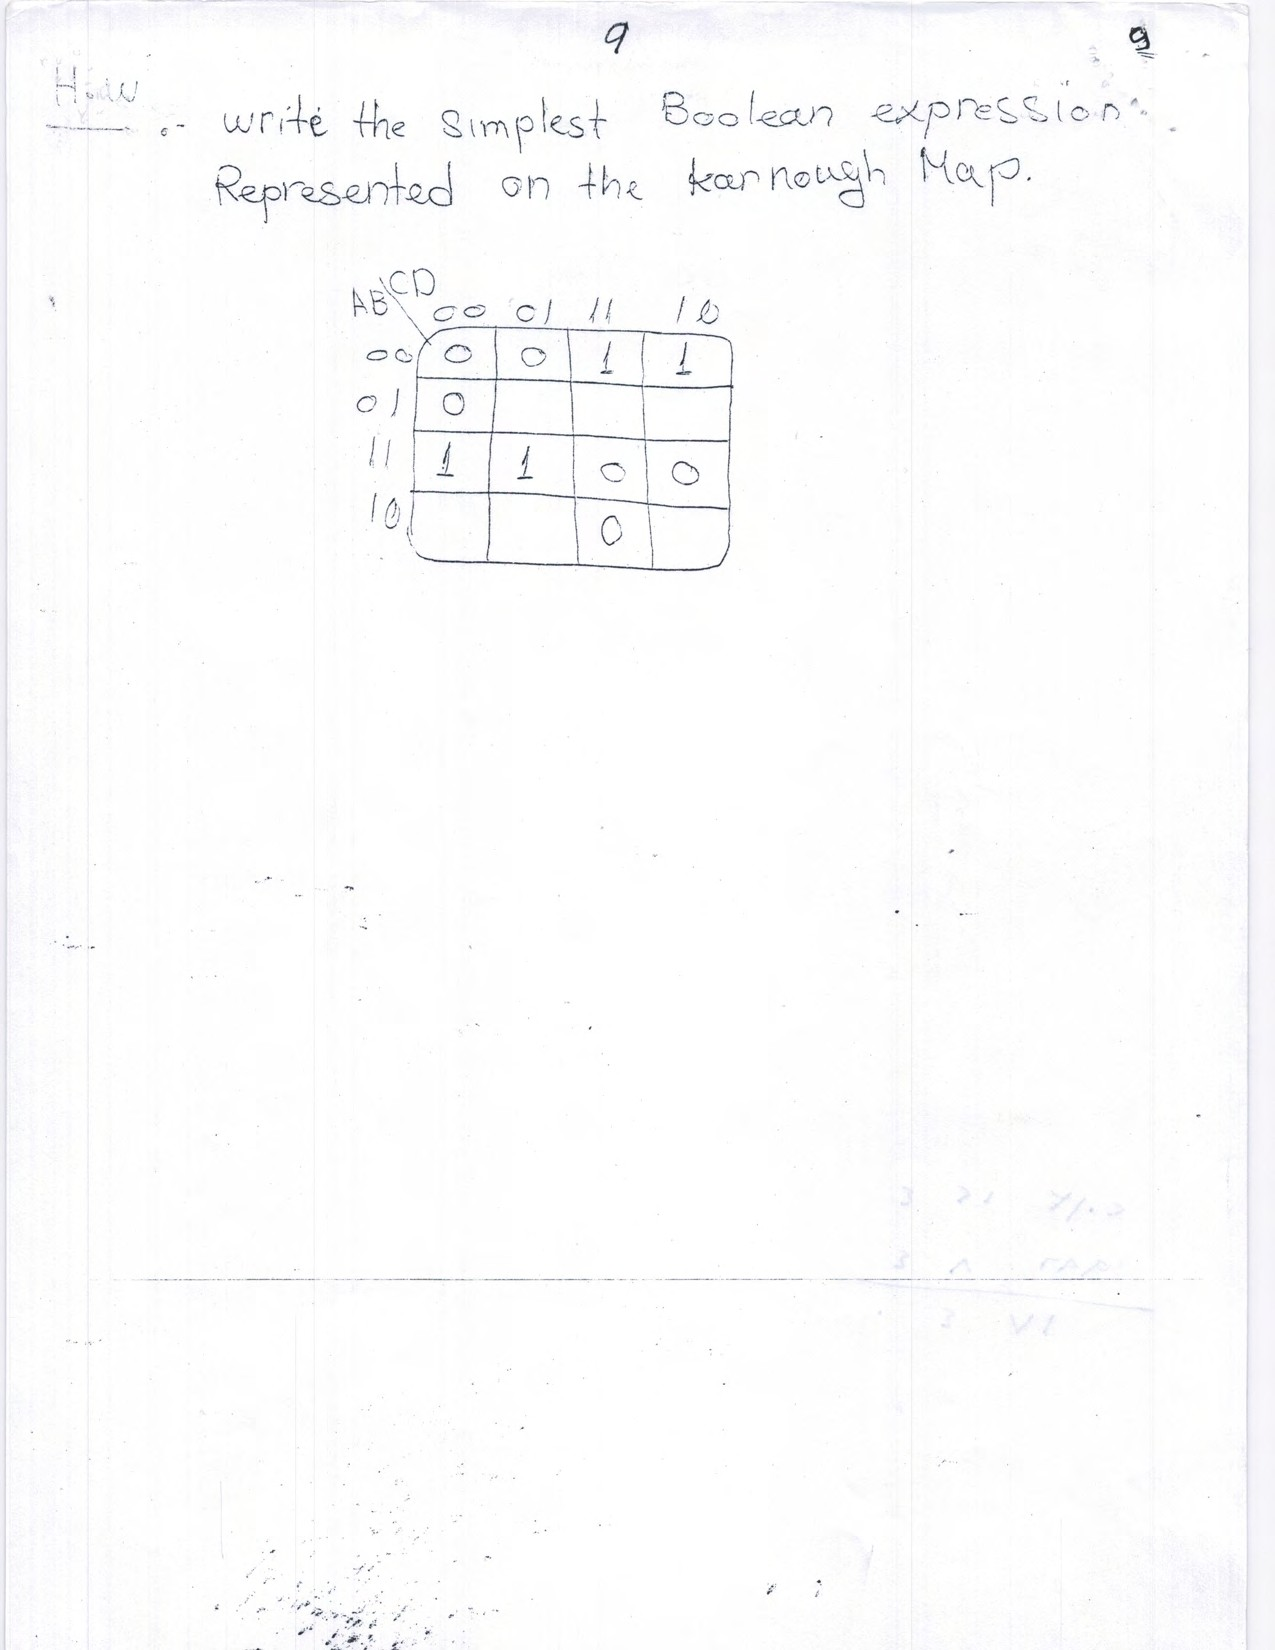 9 9
H.W
:- write the simplest Boolean expression
Represented on the karnough Map.
AB\CD 00 01 11 10
00 0 0 1 1
01 0
11 1 1 0 0
10 0